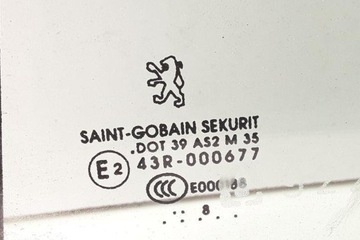 SAINT-GOBAIN SEKURIT
.DOT 39 AS2 M 35
E2 43R-000677
CCC
. . 8 . .